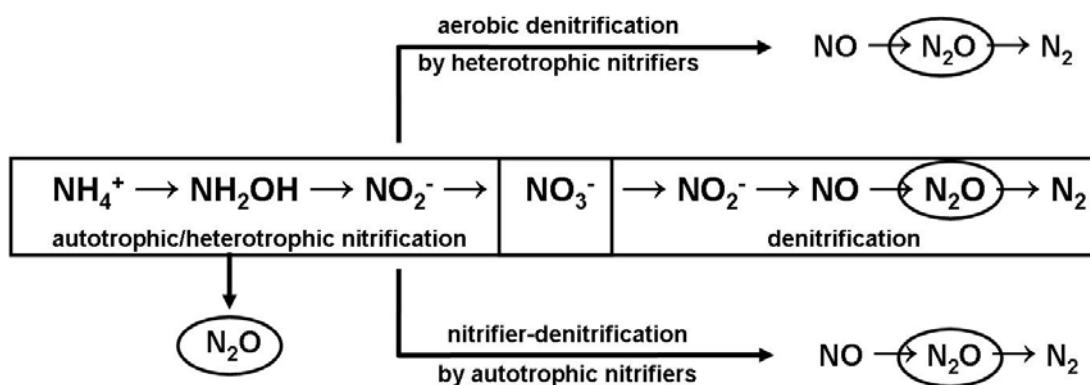 aerobic denitrification
by heterotrophic nitrifiers
NO → N₂O → N₂
NH₄⁺ → NH₂OH → NO₂⁻ → NO₃⁻ → NO₂⁻ → NO → N₂O → N₂
autotrophic/heterotrophic nitrification
denitrification
N₂O
nitrifier-denitrification
by autotrophic nitrifiers
NO → N₂O → N₂